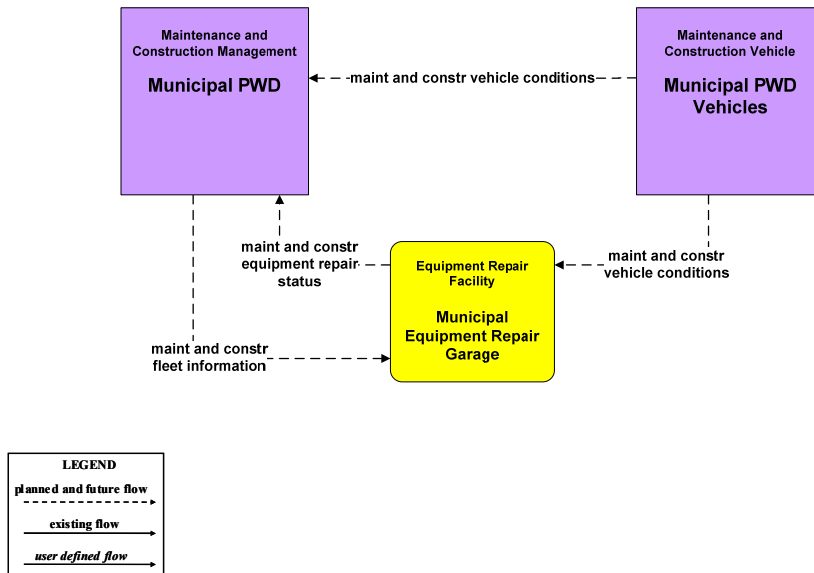 Maintenance and
Construction Management
Municipal PWD
Maintenance and
Construction Vehicle
Municipal PWD
Vehicles
maint and constr vehicle conditions
maint and constr
equipment repair
status
Equipment Repair
Facility
Municipal
Equipment Repair
Garage
maint and constr
vehicle conditions
maint and constr
fleet information
LEGEND
planned and future flow
existing flow
user defined flow